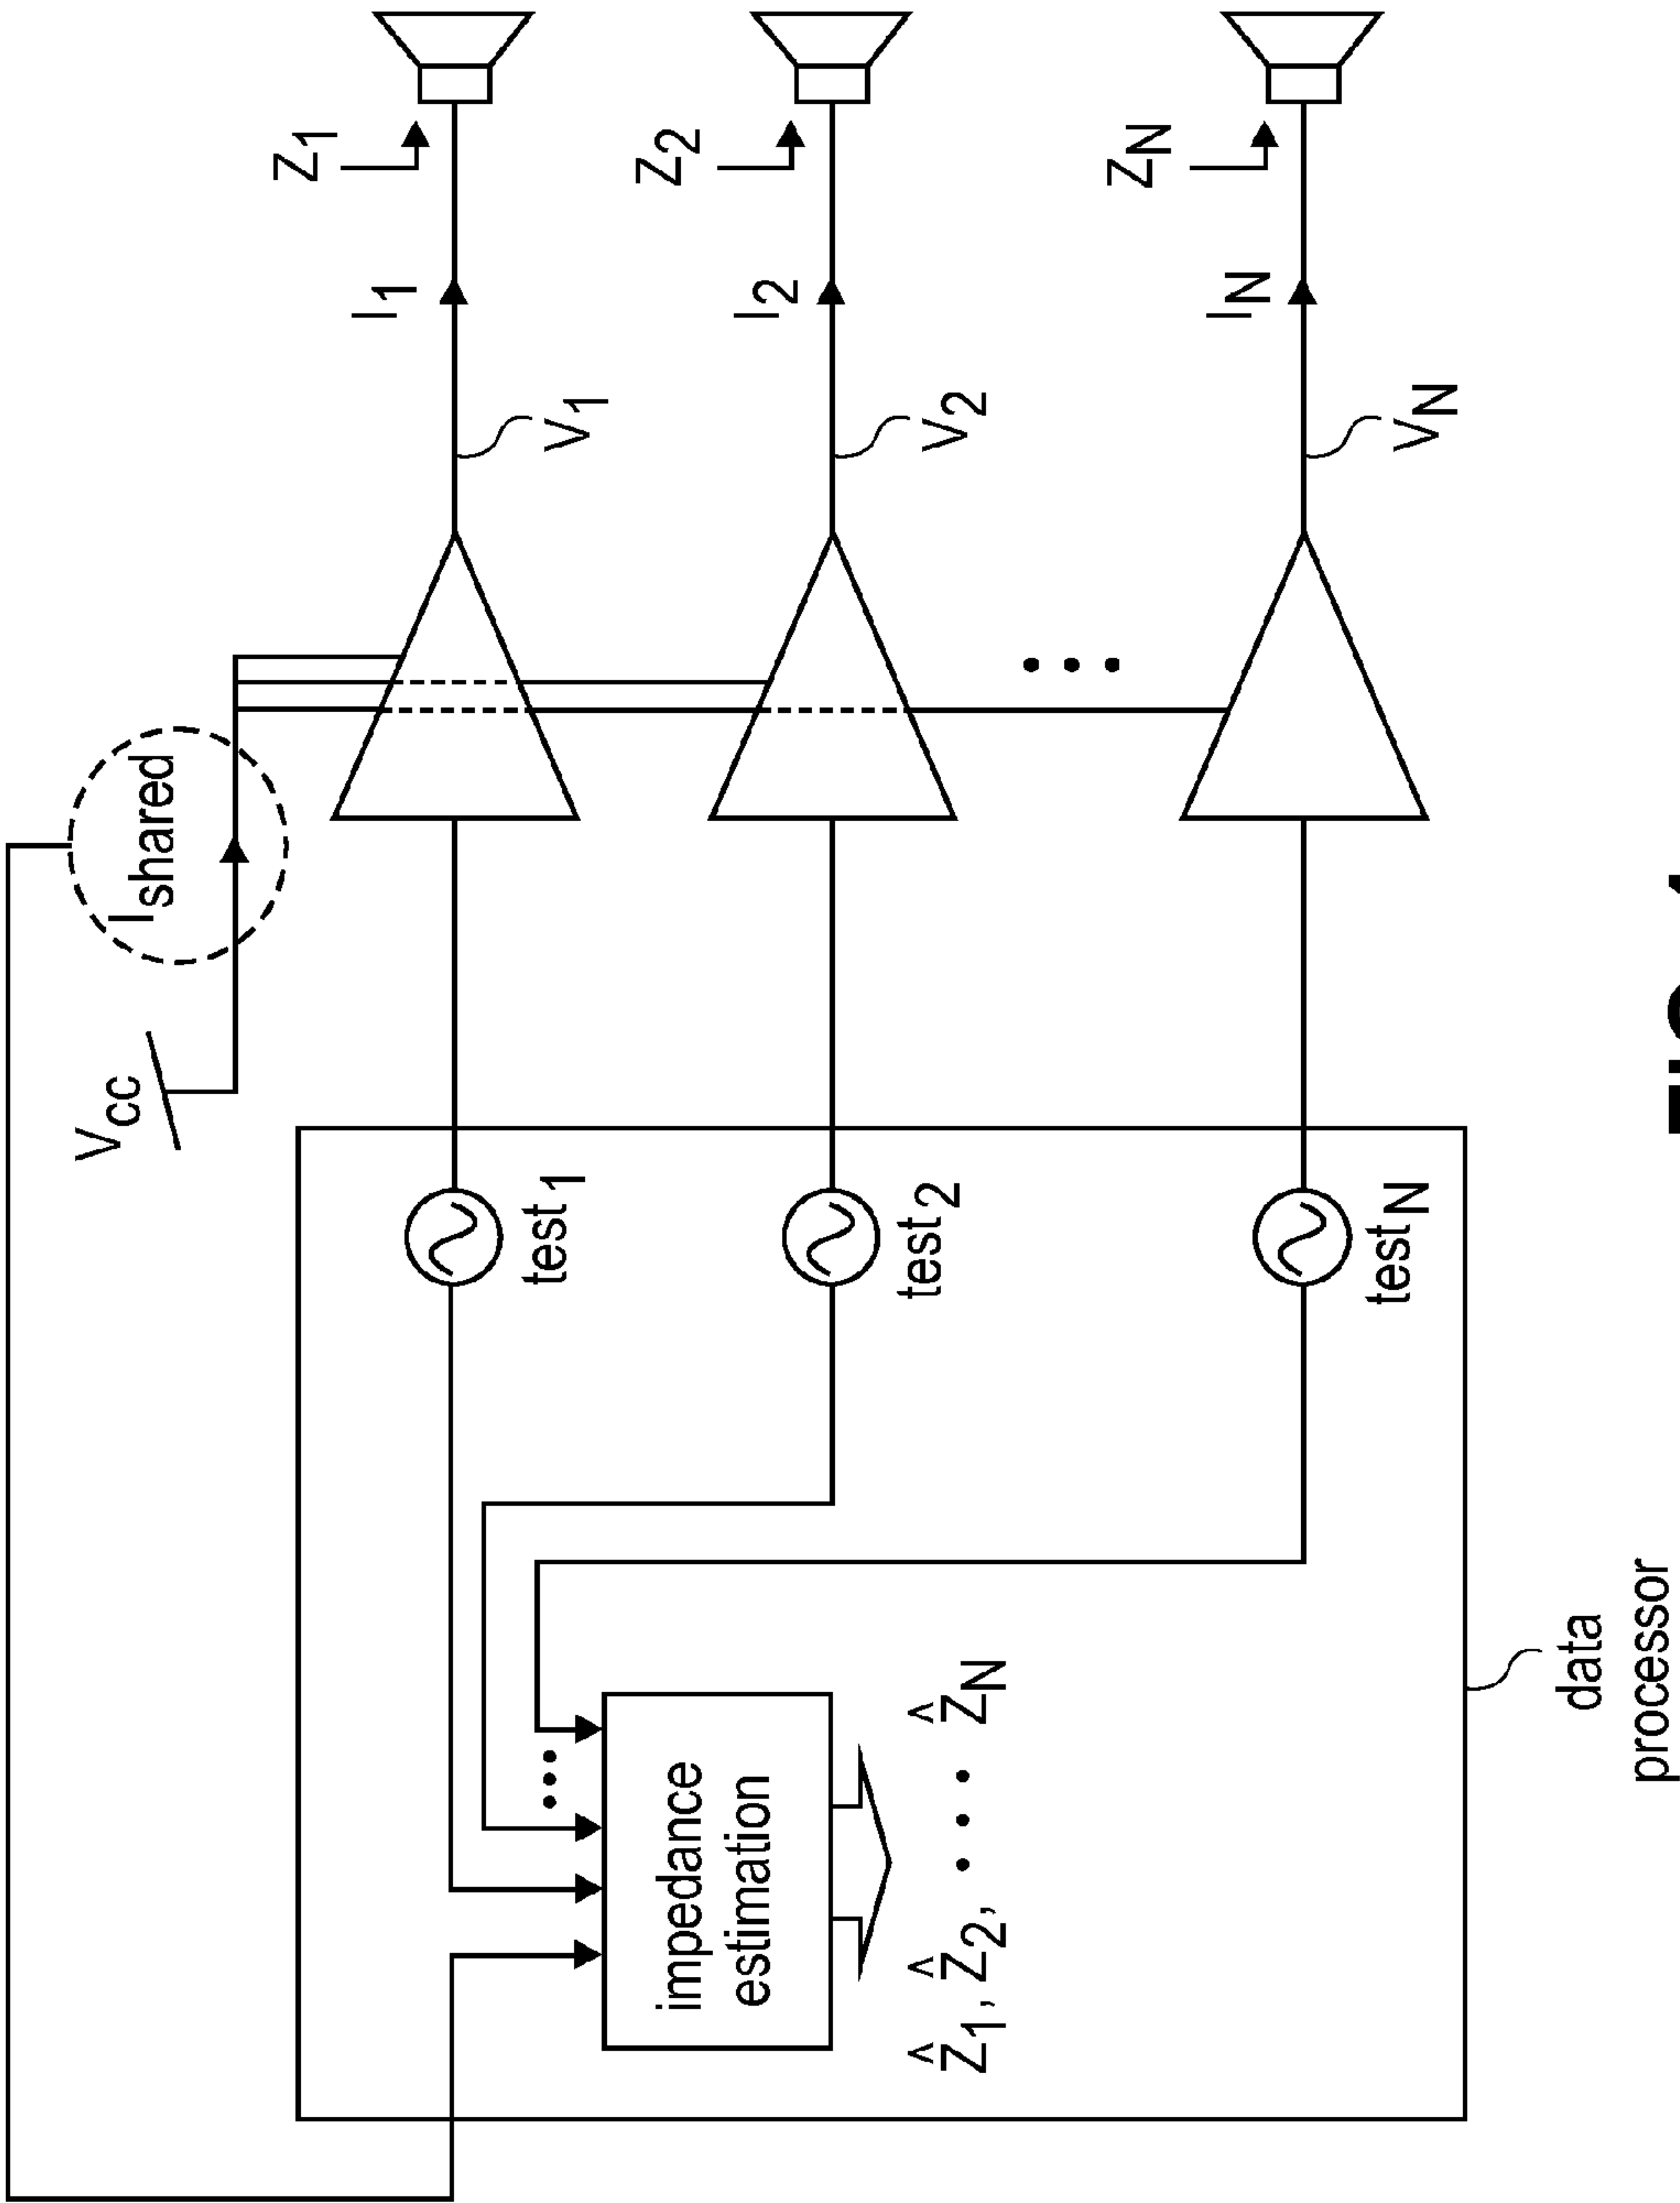 Vcc
Ishared
Z1
I1
V1
test1
Z2
I2
V2
test2
ZN
IN
VN
testN
impedance
estimation
Ẑ1, Ẑ2, • • • ẐN
data
processor